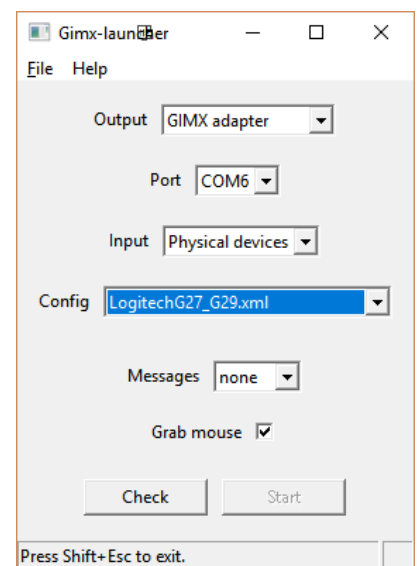 Gimx-launcher
File Help
Output GIMX adapter
Port COM6
Input Physical devices
Config LogitechG27_G29.xml
Messages none
Grab mouse
Check Start
Press Shift+Esc to exit.